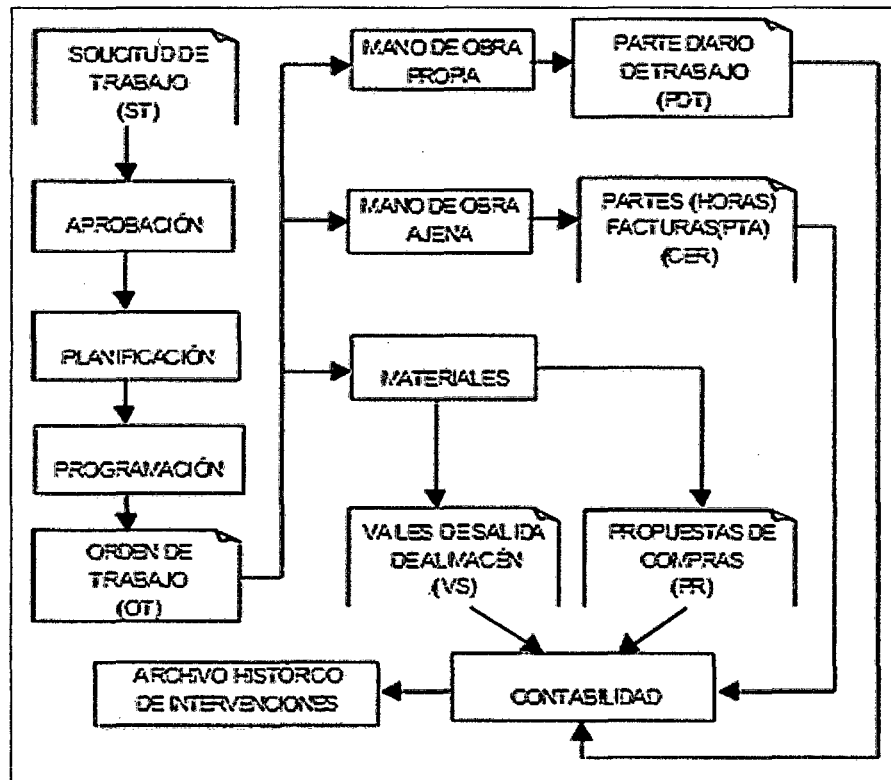 SOLICITUD DE
TRABAJO
(ST)
APROBACIÓN
PLANIFICACIÓN
PROGRAMACIÓN
ORDEN DE
TRABAJO
(OT)
MANO DE OBRA
PROPIA
PARTE DIARIO
DE TRABAJO
(PDT)
MANO DE OBRA
AJENA
PARTES (HORAS)
FACTURAS(PTA)
(CER)
MATERIALES
VALES DE SALIDA
DE ALMACÉN
(VS)
PROPUESTAS DE
COMPRAS
(PR)
CONTABILIDAD
ARCHIVO HISTÓRICO
DE INTERVENCIONES